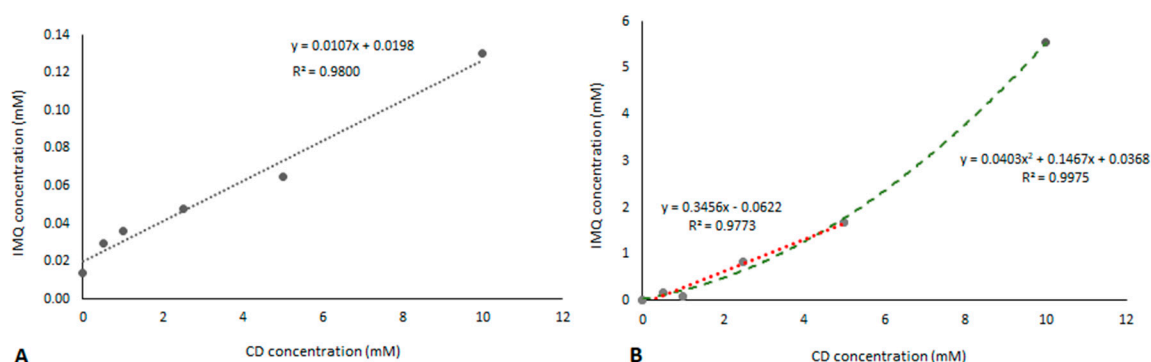 0.14
0.12
0.10
0.08
0.06
0.04
0.02
0.00
IMQ concentration (mM)
y = 0.0107x + 0.0198
R² = 0.9800
0 2 4 6 8 10 12
CD concentration (mM)
A
6
5
4
3
2
1
0
IMQ concentration (mM)
y = 0.3456x - 0.0622
R² = 0.9773
y = 0.0403x² + 0.1467x + 0.0368
R² = 0.9975
0 2 4 6 8 10 12
CD concentration (mM)
B